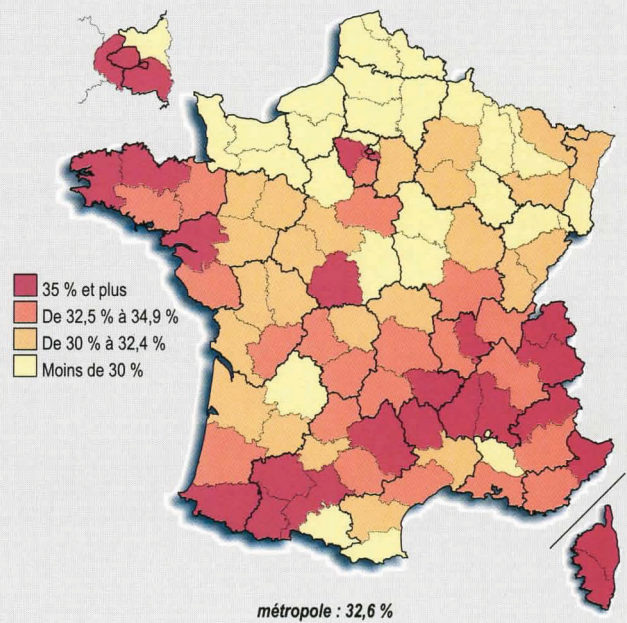 35 % et plus
De 32,5 % à 34,9 %
De 30 % à 32,4 %
Moins de 30 %
métropole : 32,6 %